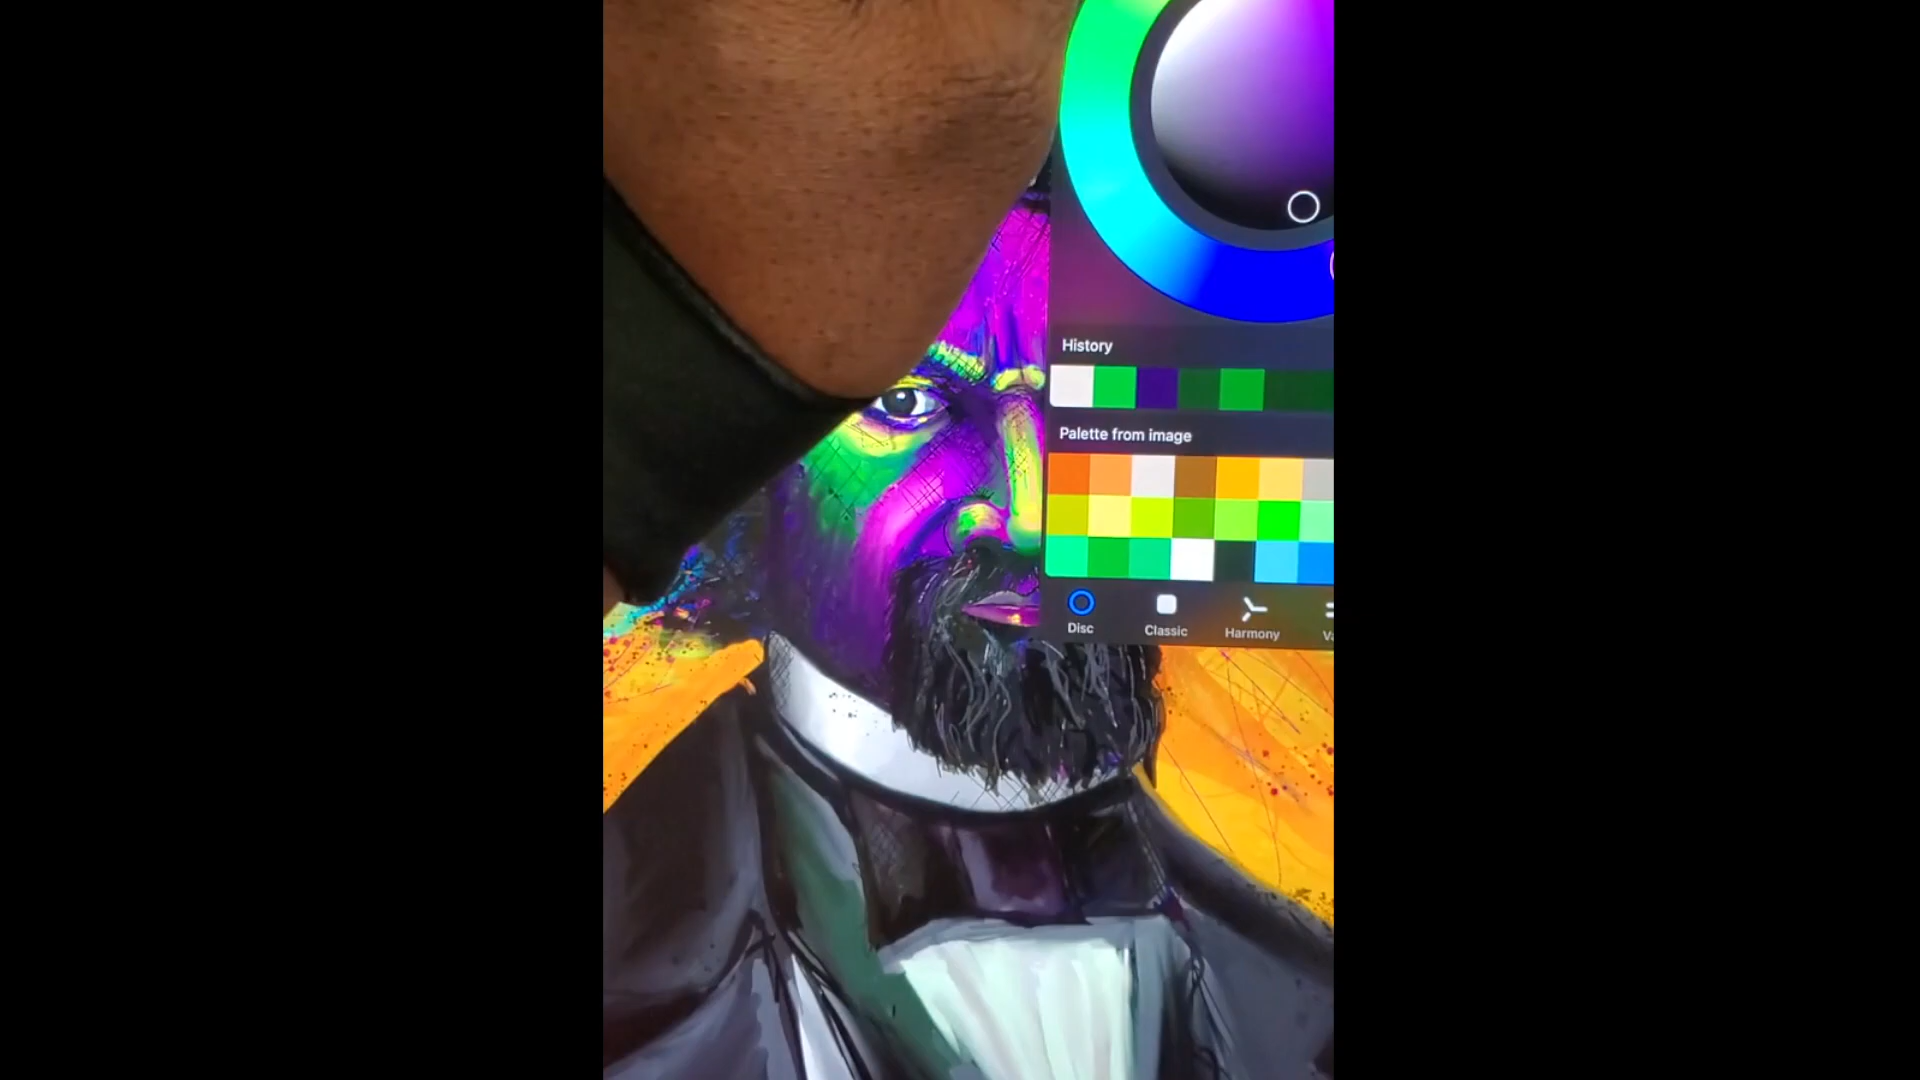 History
Palette from image
Disc
Classic
Harmony